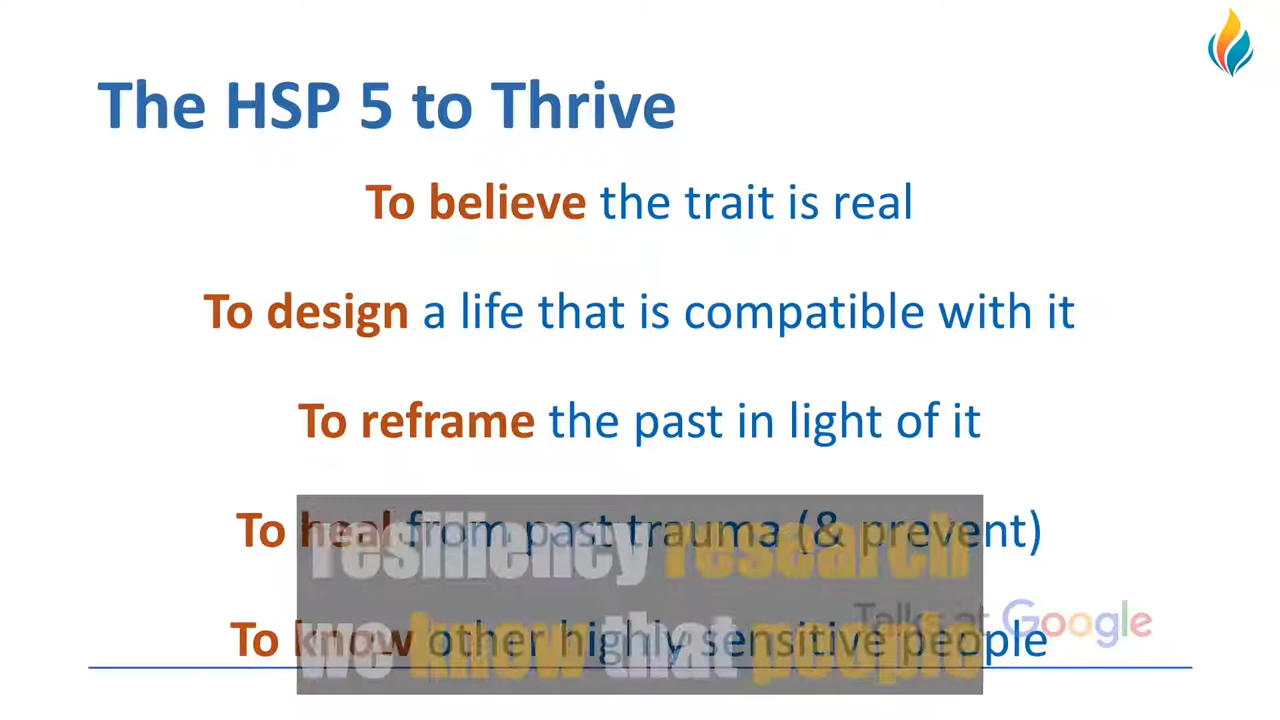 The HSP 5 to Thrive
To believe the trait is real
To design a life that is compatible with it
To reframe the past in light of it
To heal from past trauma (& prevent)
resiliency research
To know other highly sensitive people
we know that people
Talks at Google